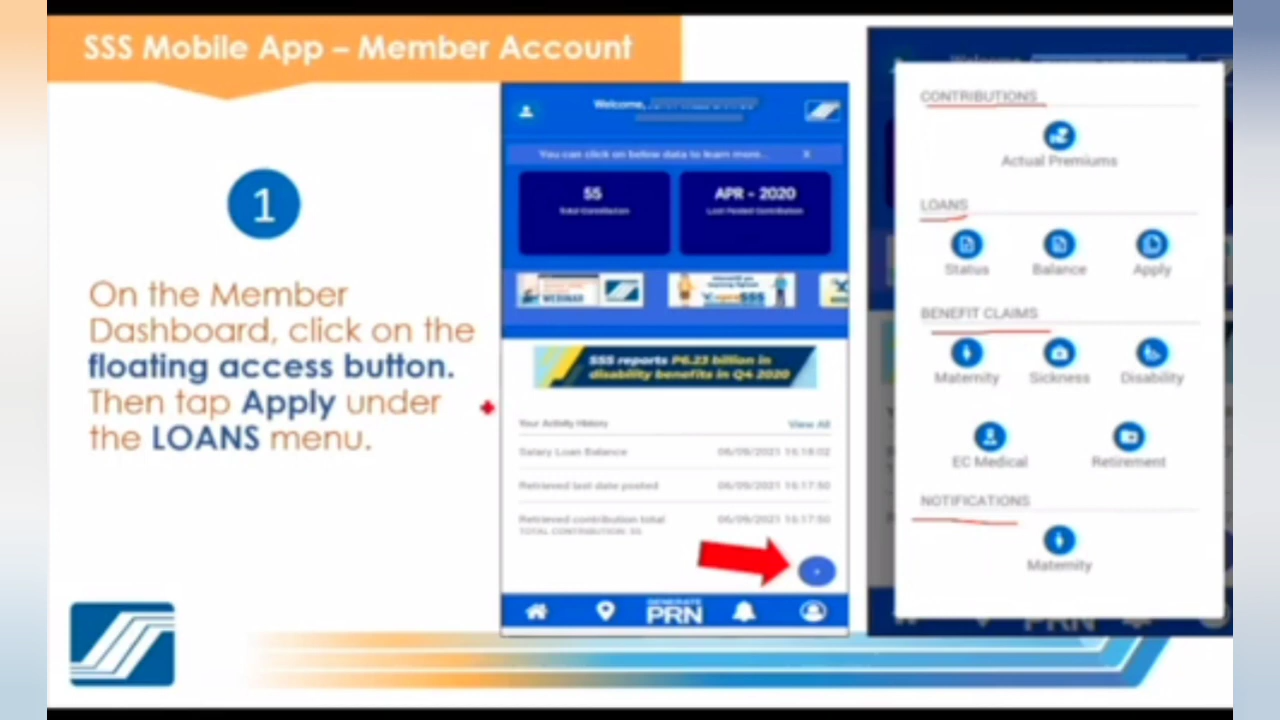 SSS Mobile App – Member Account
1
On the Member
Dashboard, click on the
floating access button.
Then tap Apply under
the LOANS menu.
Welcome,
You can click on below data to learn more... X
55
Total Contribution
APR - 2020
Last Posted Contribution
WEBINAR
SSS reports P6.23 billion in
disability benefits in Q4 2020
Your Activity History
View All
Salary Loan Balance 06/09/2021 16:18:02
Retrieved last date posted 06/09/2021 16:17:50
Retrieved contribution total 06/09/2021 16:17:50
TOTAL CONTRIBUTION: 55
GENERATE
PRN
Welcome
CONTRIBUTIONS
Actual Premiums
LOANS
Status Balance Apply
BENEFIT CLAIMS
Maternity Sickness Disability
EC Medical Retirement
NOTIFICATIONS
Maternity
PRN